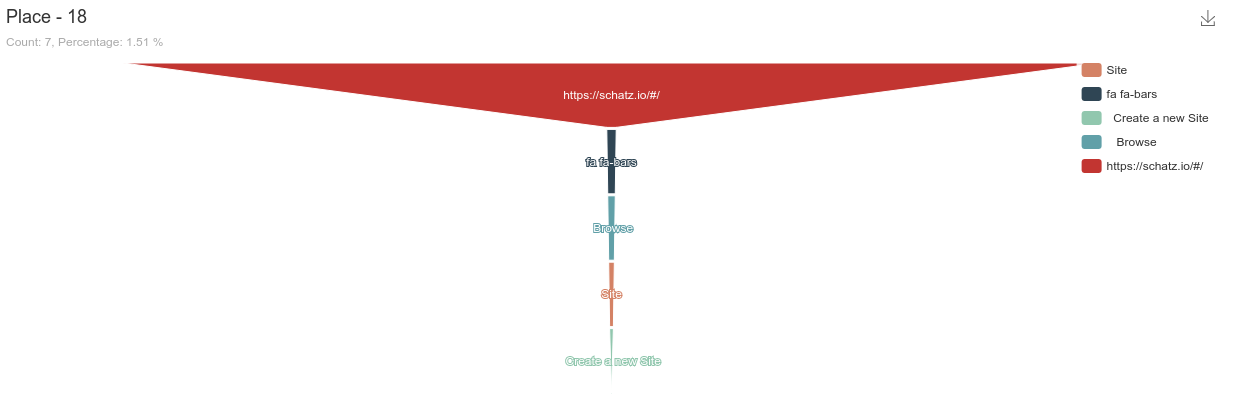 Place - 18
Count: 7, Percentage: 1.51 %
https://schatz.io/#/
fa fa-bars
Browse
Site
Create a new Site
Site
fa fa-bars
Create a new Site
Browse
https://schatz.io/#/